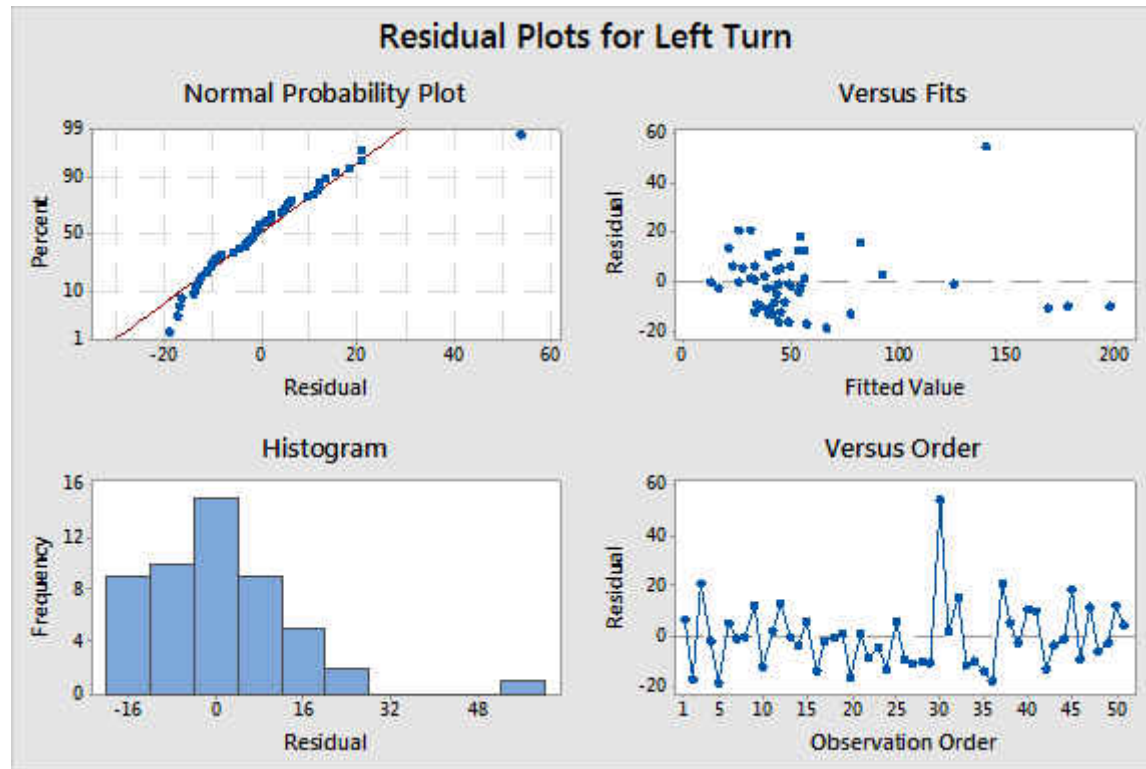 Residual Plots for Left Turn
Normal Probability Plot
99
90
50
10
1
Percent
-20 0 20 40 60
Residual
Versus Fits
60
40
20
0
-20
Residual
0 50 100 150 200
Fitted Value
Histogram
16
12
8
4
0
Frequency
-16 0 16 32 48
Residual
Versus Order
60
40
20
0
-20
Residual
1 5 10 15 20 25 30 35 40 45 50
Observation Order